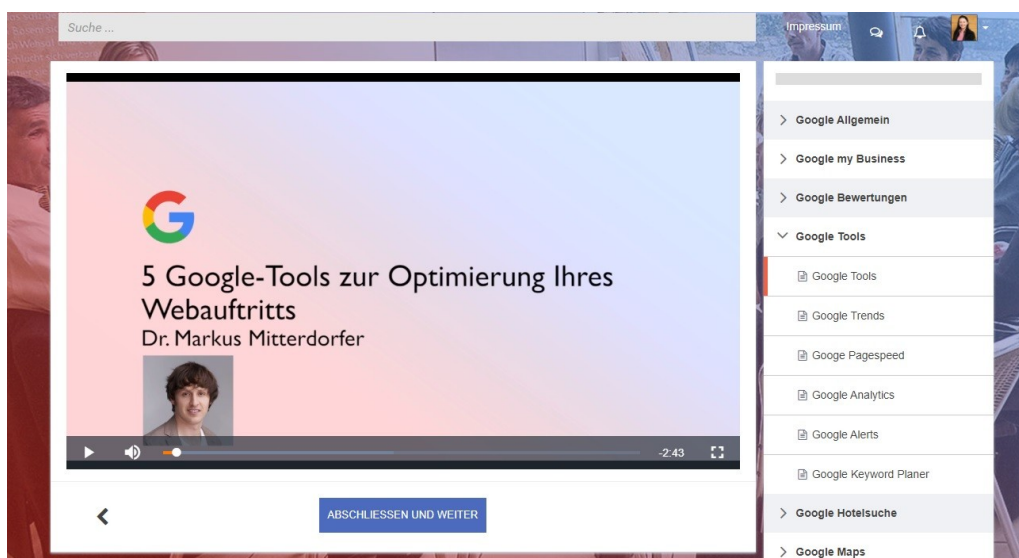 Suche ...
Impressum
5 Google-Tools zur Optimierung Ihres
Webauftritts
Dr. Markus Mitterdorfer
-2:43
ABSCHLIESSEN UND WEITER
Google Allgemein
Google my Business
Google Bewertungen
Google Tools
Google Tools
Google Trends
Googe Pagespeed
Google Analytics
Google Alerts
Google Keyword Planer
Google Hotelsuche
Google Maps